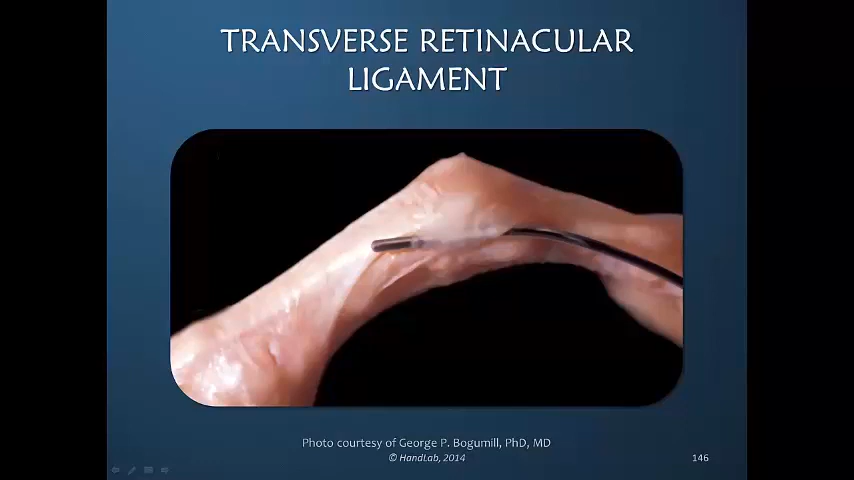 TRANSVERSE RETINACULAR
LIGAMENT
Photo courtesy of George P. Bogumill, PhD, MD
© HandLab, 2014
146